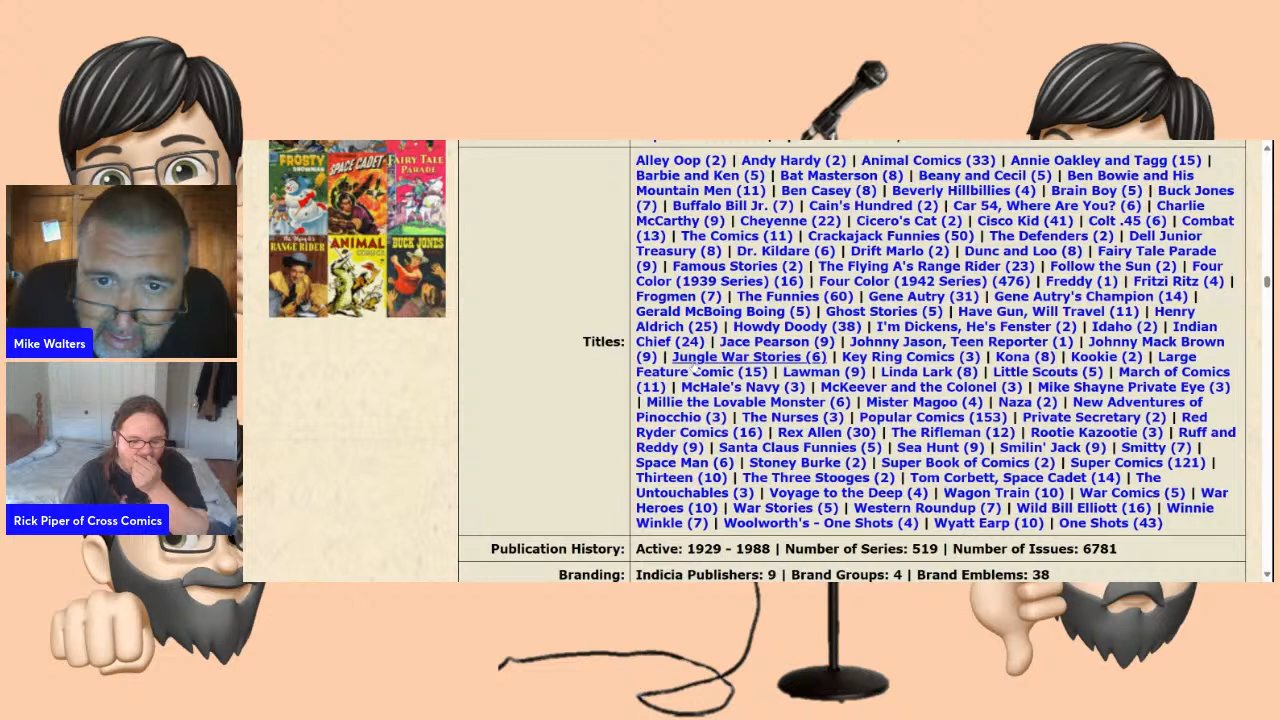 FROSTY
SNOWMAN
SPACE CADET
FAIRY TALE
PARADE
RANGE RIDER
ANIMAL
COMICS
BUCK JONES
Mike Walters
Rick Piper of Cross Comics
Titles:
Alley Oop (2) | Andy Hardy (2) | Animal Comics (33) | Annie Oakley and Tagg (15) |
Barbie and Ken (5) | Bat Masterson (8) | Beany and Cecil (5) | Ben Bowie and His
Mountain Men (11) | Ben Casey (8) | Beverly Hillbillies (4) | Brain Boy (5) | Buck Jones
(7) | Buffalo Bill Jr. (7) | Cain's Hundred (2) | Car 54, Where Are You? (6) | Charlie
McCarthy (9) | Cheyenne (22) | Cicero's Cat (2) | Cisco Kid (41) | Colt .45 (6) | Combat
(13) | The Comics (11) | Crackajack Funnies (50) | The Defenders (2) | Dell Junior
Treasury (8) | Dr. Kildare (6) | Drift Marlo (2) | Dunc and Loo (8) | Fairy Tale Parade
(9) | Famous Stories (2) | The Flying A's Range Rider (23) | Follow the Sun (2) | Four
Color (1939 Series) (16) | Four Color (1942 Series) (476) | Freddy (1) | Fritzi Ritz (4) |
Frogmen (7) | The Funnies (60) | Gene Autry (31) | Gene Autry's Champion (14) |
Gerald McBoing Boing (5) | Ghost Stories (5) | Have Gun, Will Travel (11) | Henry
Aldrich (25) | Howdy Doody (38) | I'm Dickens, He's Fenster (2) | Idaho (2) | Indian
Chief (24) | Jace Pearson (9) | Johnny Jason, Teen Reporter (1) | Johnny Mack Brown
(9) | Jungle War Stories (6) | Key Ring Comics (3) | Kona (8) | Kookie (2) | Large
Feature Comic (15) | Lawman (9) | Linda Lark (8) | Little Scouts (5) | March of Comics
(11) | McHale's Navy (3) | McKeever and the Colonel (3) | Mike Shayne Private Eye (3)
| Millie the Lovable Monster (6) | Mister Magoo (4) | Naza (2) | New Adventures of
Pinocchio (3) | The Nurses (3) | Popular Comics (153) | Private Secretary (2) | Red
Ryder Comics (16) | Rex Allen (30) | The Rifleman (12) | Rootie Kazootie (3) | Ruff and
Reddy (9) | Santa Claus Funnies (5) | Sea Hunt (9) | Smilin' Jack (9) | Smitty (7) |
Space Man (6) | Stoney Burke (2) | Super Book of Comics (2) | Super Comics (121) |
Thirteen (10) | The Three Stooges (2) | Tom Corbett, Space Cadet (14) | The
Untouchables (3) | Voyage to the Deep (4) | Wagon Train (10) | War Comics (5) | War
Heroes (10) | War Stories (5) | Western Roundup (7) | Wild Bill Elliott (16) | Winnie
Winkle (7) | Woolworth's - One Shots (4) | Wyatt Earp (10) | One Shots (43)
Publication History: Active: 1929 - 1988 | Number of Series: 519 | Number of Issues: 6781
Branding: Indicia Publishers: 9 | Brand Groups: 4 | Brand Emblems: 38